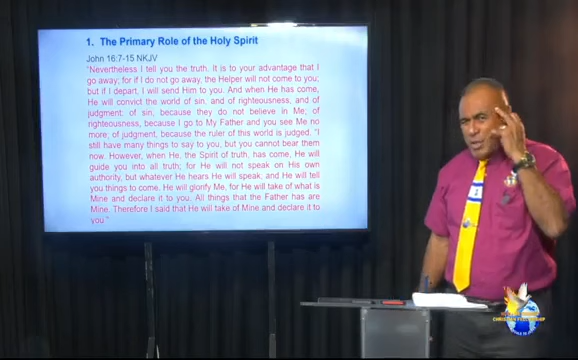 1. The Primary Role of the Holy Spirit
John 16:7-15 NKJV
"Nevertheless I tell you the truth. It is to your advantage that I
go away; for if I do not go away, the Helper will not come to you;
but if I depart, I will send Him to you. And when He has come,
He will convict the world of sin, and of righteousness, and of
judgment: of sin, because they do not believe in Me; of
righteousness, because I go to My Father and you see Me no
more; of judgment, because the ruler of this world is judged. "I
still have many things to say to you, but you cannot bear them
now. However, when He, the Spirit of truth, has come, He will
guide you into all truth; for He will not speak on His own
authority, but whatever He hears He will speak; and He will tell
you things to come. He will glorify Me, for He will take of what is
Mine and declare it to you. All things that the Father has are
Mine. Therefore I said that He will take of Mine and declare it to
you."
CHRISTIAN FELLOWSHIP